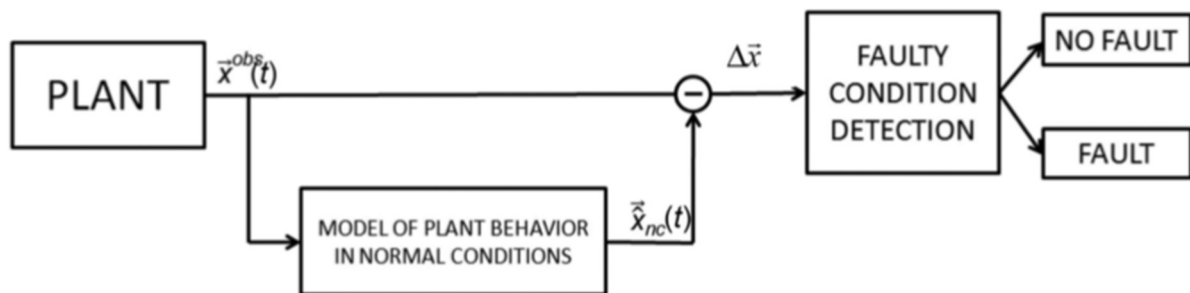 PLANT
x⃗^obs(t)
−
Δx⃗
FAULTY
CONDITION
DETECTION
NO FAULT
FAULT
MODEL OF PLANT BEHAVIOR
IN NORMAL CONDITIONS
x̂⃗_nc(t)